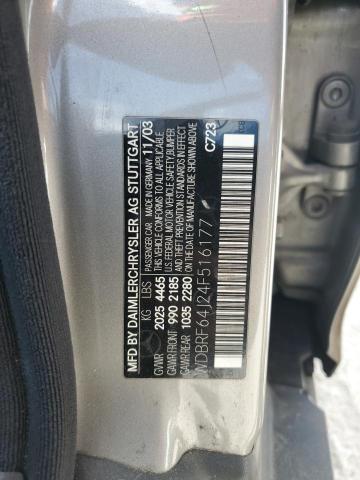 MFD BY DAIMLERCHRYSLER AG STUTTGART
PASSENGER CAR MADE IN GERMANY 11/03
KG LBS
GVWR 2025 4465
GAWR FRONT 990 2185
GAWR REAR 1035 2280
THIS VEHICLE CONFORMS TO ALL APPLICABLE
U.S. FEDERAL MOTOR VEHICLE SAFETY, BUMPER,
AND THEFT PREVENTION STANDARDS IN EFFECT
ON THE DATE OF MANUFACTURE SHOWN ABOVE.
C723
WDBRF64J24F516177